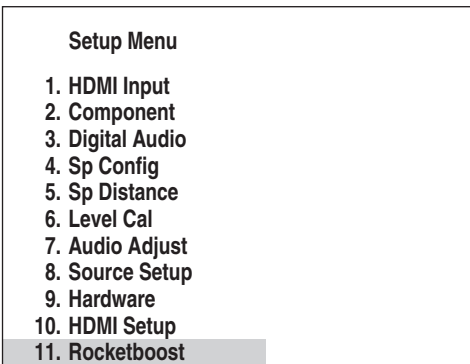 Setup Menu
1. HDMI Input
2. Component
3. Digital Audio
4. Sp Config
5. Sp Distance
6. Level Cal
7. Audio Adjust
8. Source Setup
9. Hardware
10. HDMI Setup
11. Rocketboost